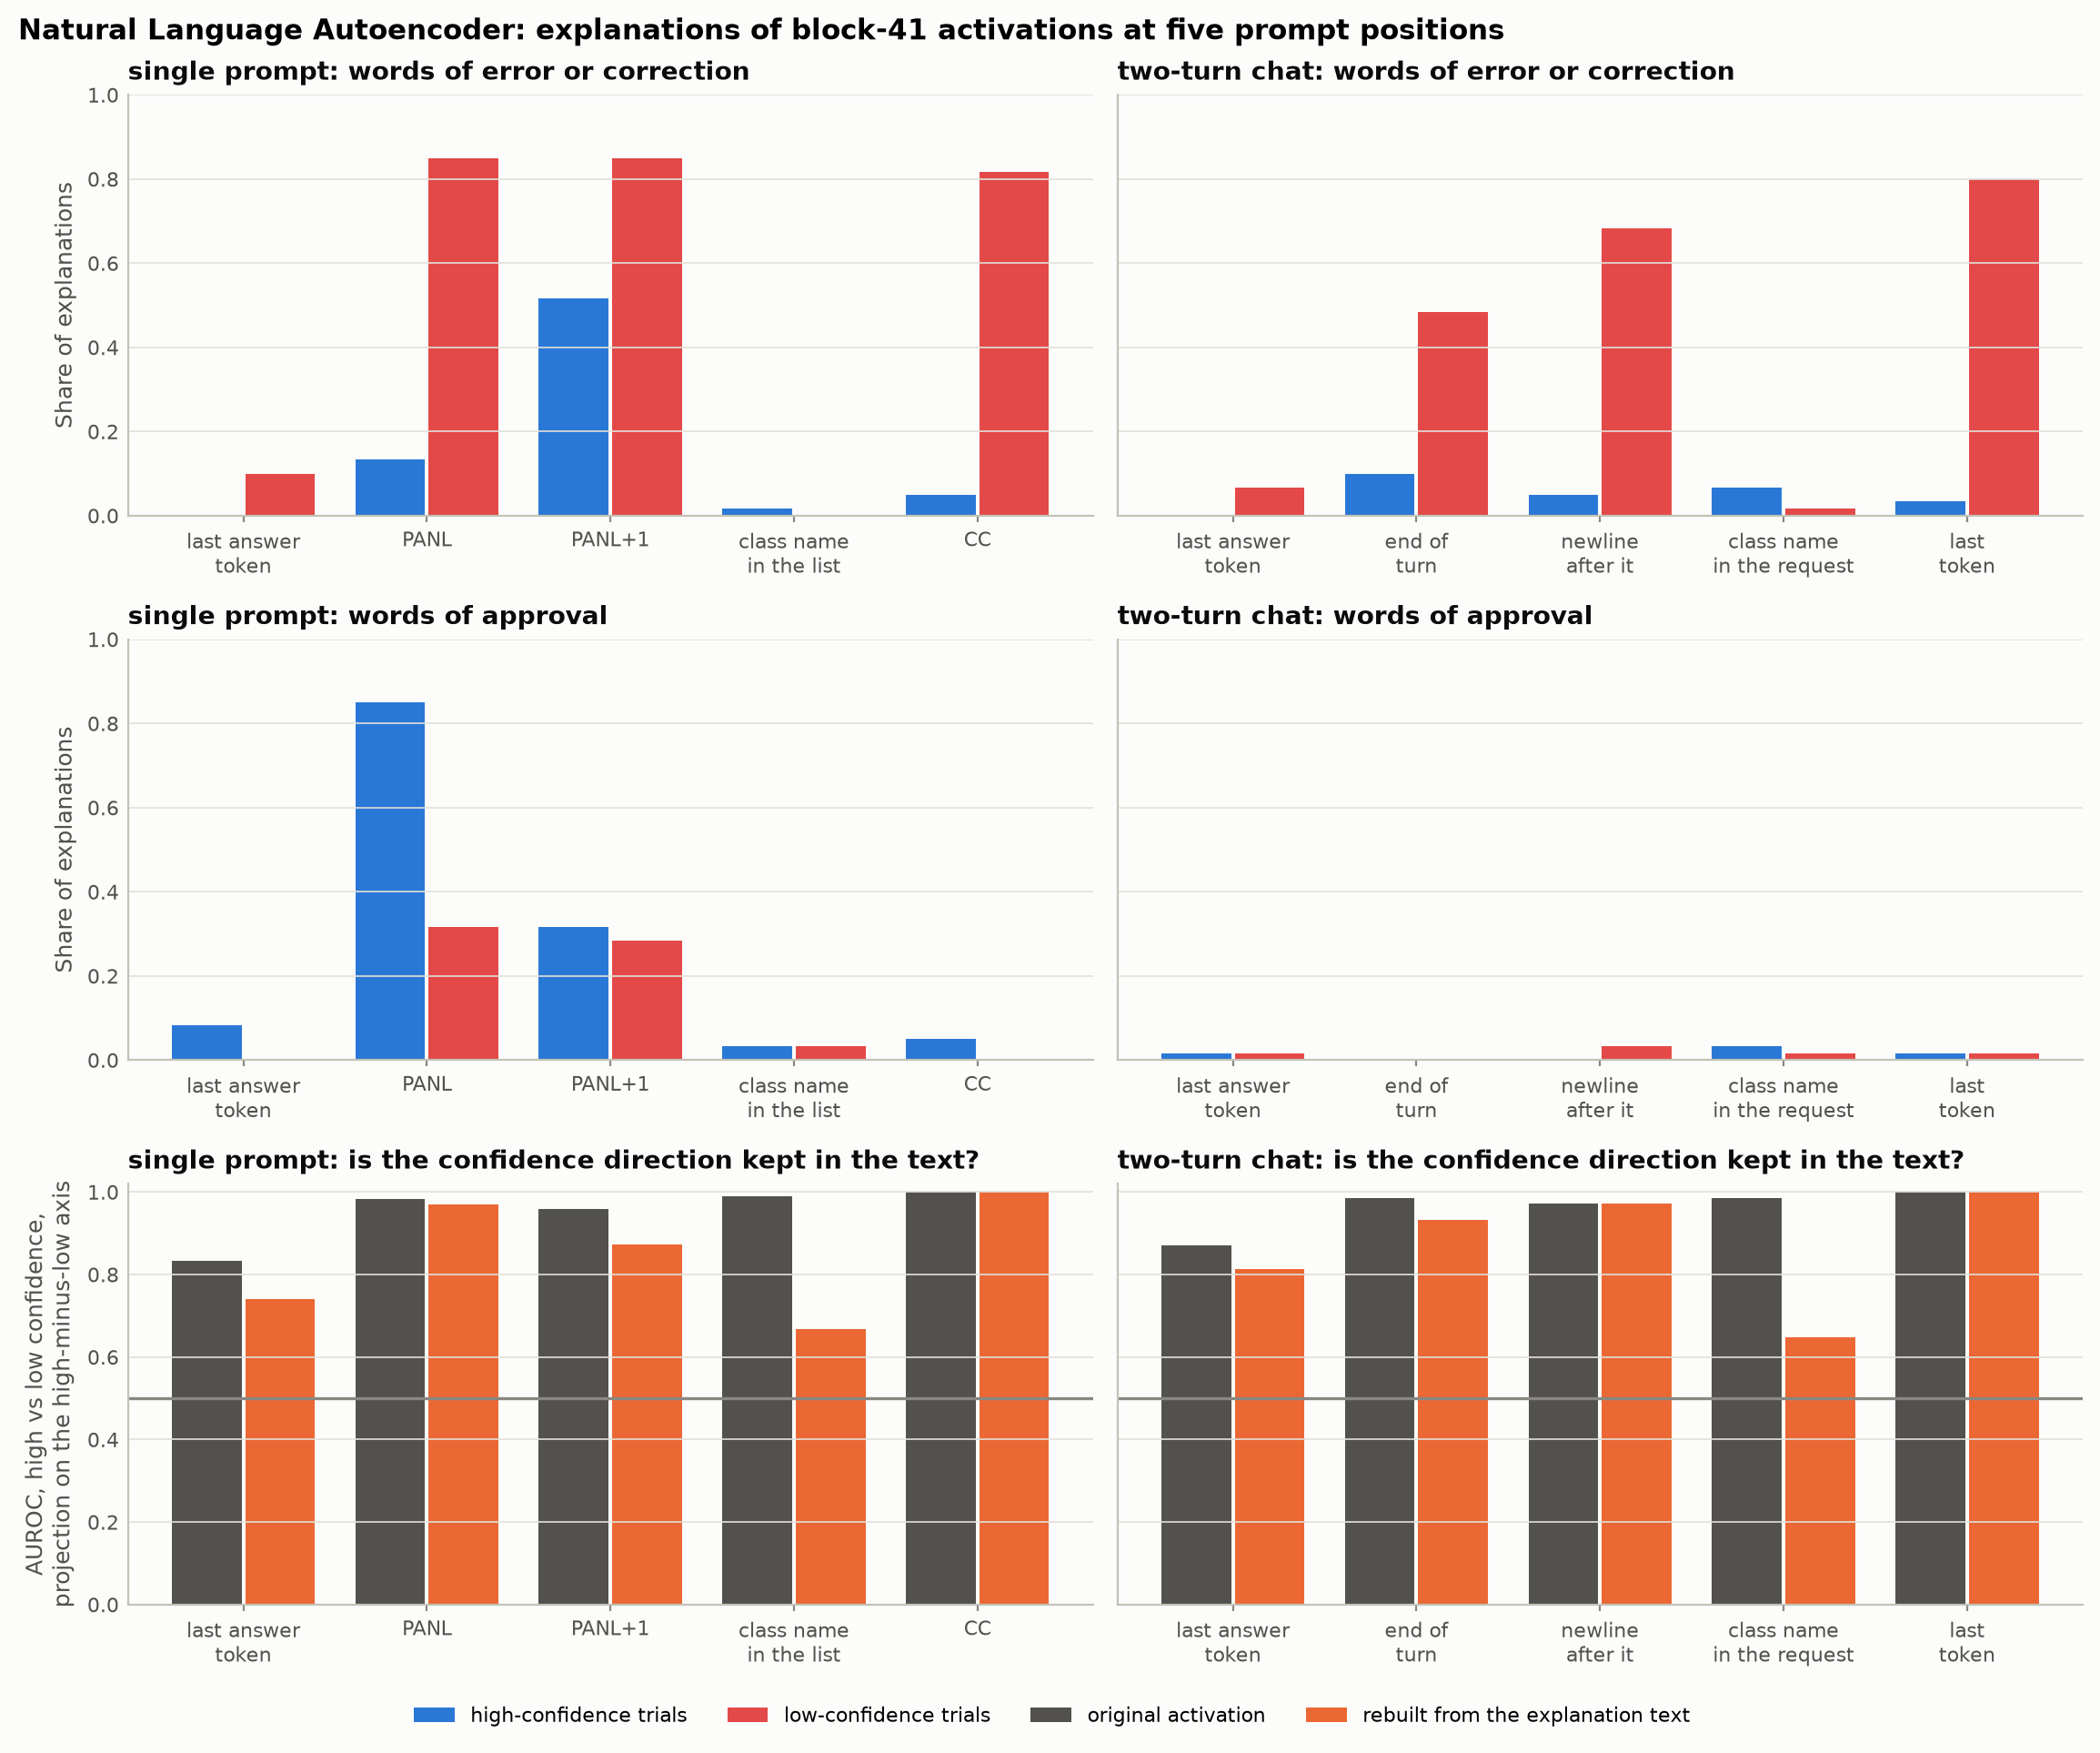 Natural Language Autoencoder: explanations of block-41 activations at five prompt positions
single prompt: words of error or correction
Share of explanations
1.0
0.8
0.6
0.4
0.2
0.0
last answer
token
PANL
PANL+1
class name
in the list
CC
two-turn chat: words of error or correction
last answer
token
end of
turn
newline
after it
class name
in the request
last
token
single prompt: words of approval
Share of explanations
1.0
0.8
0.6
0.4
0.2
0.0
last answer
token
PANL
PANL+1
class name
in the list
CC
two-turn chat: words of approval
last answer
token
end of
turn
newline
after it
class name
in the request
last
token
single prompt: is the confidence direction kept in the text?
AUROC, high vs low confidence,
projection on the high-minus-low axis
1.0
0.8
0.6
0.4
0.2
0.0
last answer
token
PANL
PANL+1
class name
in the list
CC
two-turn chat: is the confidence direction kept in the text?
last answer
token
end of
turn
newline
after it
class name
in the request
last
token
high-confidence trials
low-confidence trials
original activation
rebuilt from the explanation text